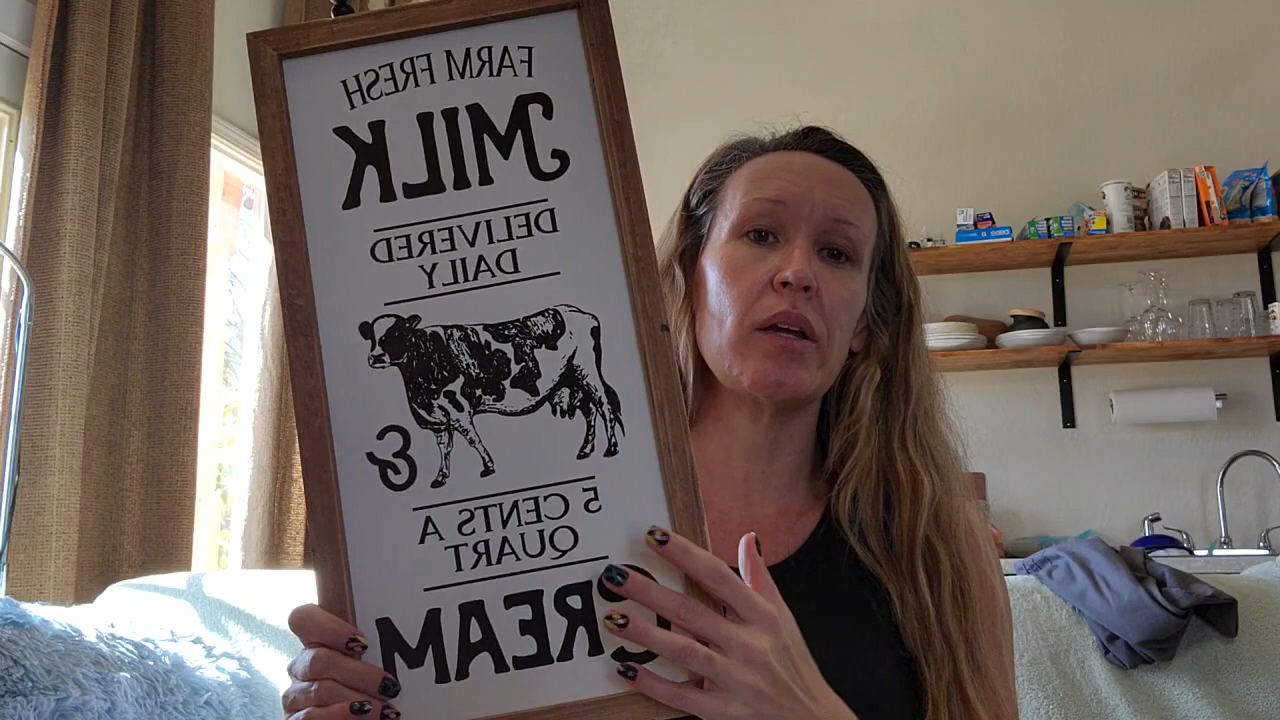 FARM FRESH
MILK
DELIVERED
DAILY
&
5 CENTS A
QUART
CREAM